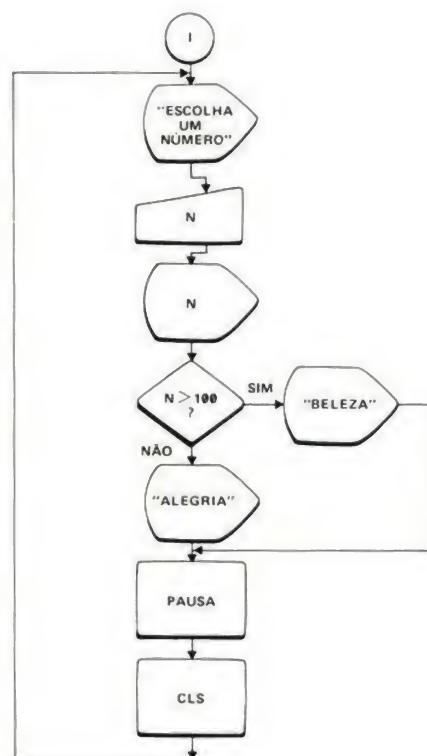 I
"ESCOLHA
UM
NÚMERO"
N
N
N > 100
?
SIM
"BELEZA"
NÃO
"ALEGRIA"
PAUSA
CLS